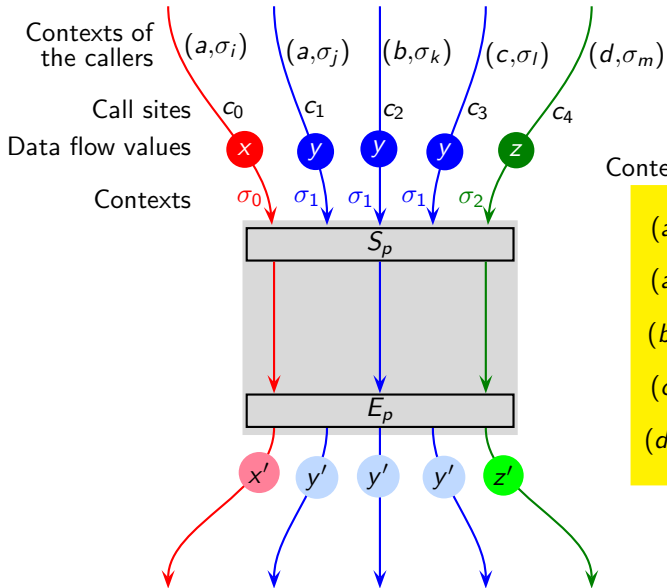 Contexts of
the callers
(a,σi) (a,σj) (b,σk) (c,σl) (d,σm)
Call sites c0 c1 c2 c3 c4
Data flow values x y y y z
Contexts σ0 σ1 σ1 σ1 σ2
Sp
Ep
x′ y′ y′ y′ z′
(a
(a
(b
(c
(d